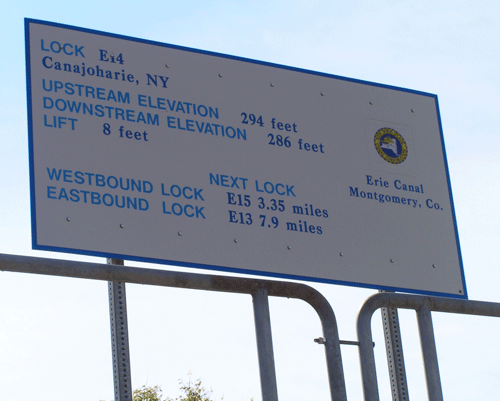 LOCK E14
Canajoharie, NY
UPSTREAM ELEVATION 294 feet
DOWNSTREAM ELEVATION 286 feet
LIFT 8 feet
Erie Canal
Montgomery, Co.
NEXT LOCK
WESTBOUND LOCK E15 3.35 miles
EASTBOUND LOCK E13 7.9 miles